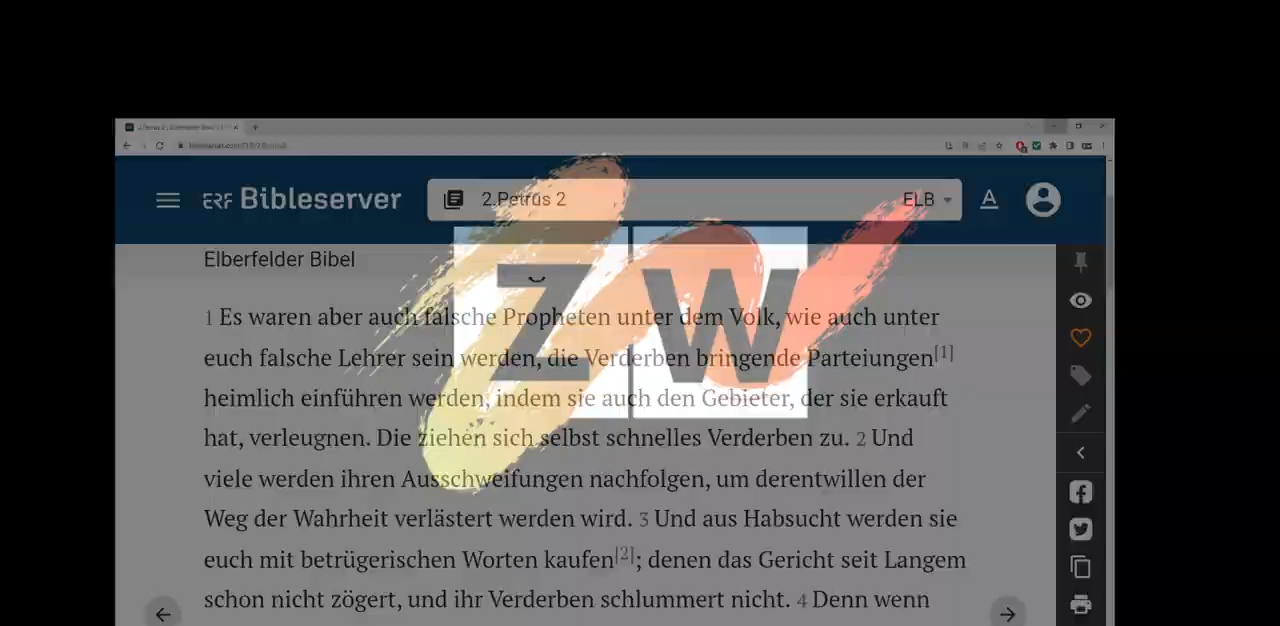 ERF Bibleserver
2.Petrus 2
ELB
A
Elberfelder Bibel
Z W
1 Es waren aber auch falsche Propheten unter dem Volk, wie auch unter
euch falsche Lehrer sein werden, die Verderben bringende Parteiungen[1]
heimlich einführen werden, indem sie auch den Gebieter, der sie erkauft
hat, verleugnen. Die ziehen sich selbst schnelles Verderben zu. 2 Und
viele werden ihren Ausschweifungen nachfolgen, um derentwillen der
Weg der Wahrheit verlästert werden wird. 3 Und aus Habsucht werden sie
euch mit betrügerischen Worten kaufen[2]; denen das Gericht seit Langem
schon nicht zögert, und ihr Verderben schlummert nicht. 4 Denn wenn